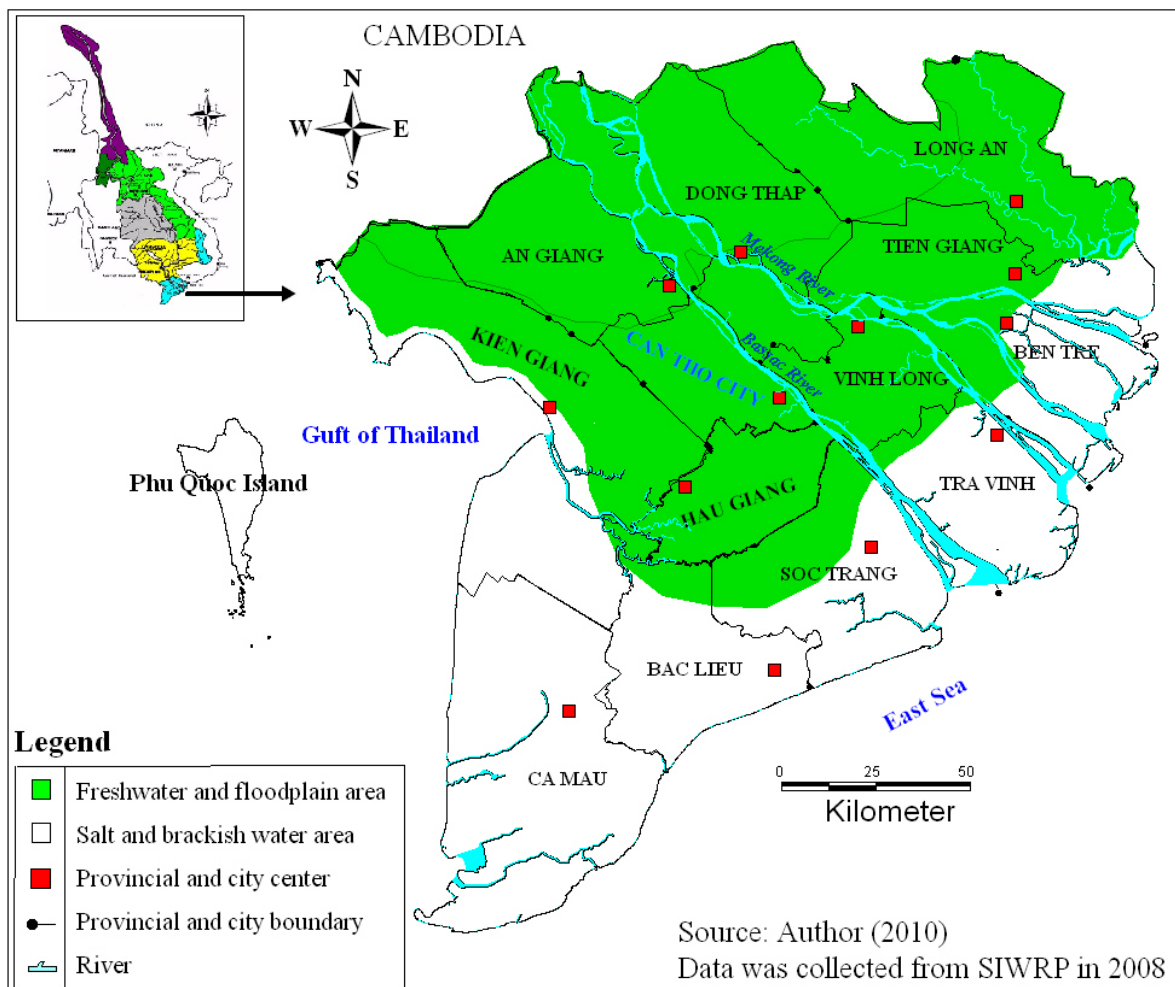 CAMBODIA
N
W E
S
LONG AN
DONG THAP
TIEN GIANG
AN GIANG
Mekong River
BEN TRE
KIEN GIANG
CAN THO CITY
Bassac River
VINH LONG
Guft of Thailand
Phu Quoc Island
TRA VINH
HAU GIANG
SOC TRANG
BAC LIEU
East Sea
CA MAU
0 25 50
Kilometer
Legend
Freshwater and floodplain area
Salt and brackish water area
Provincial and city center
Provincial and city boundary
River
Source: Author (2010)
Data was collected from SIWRP in 2008